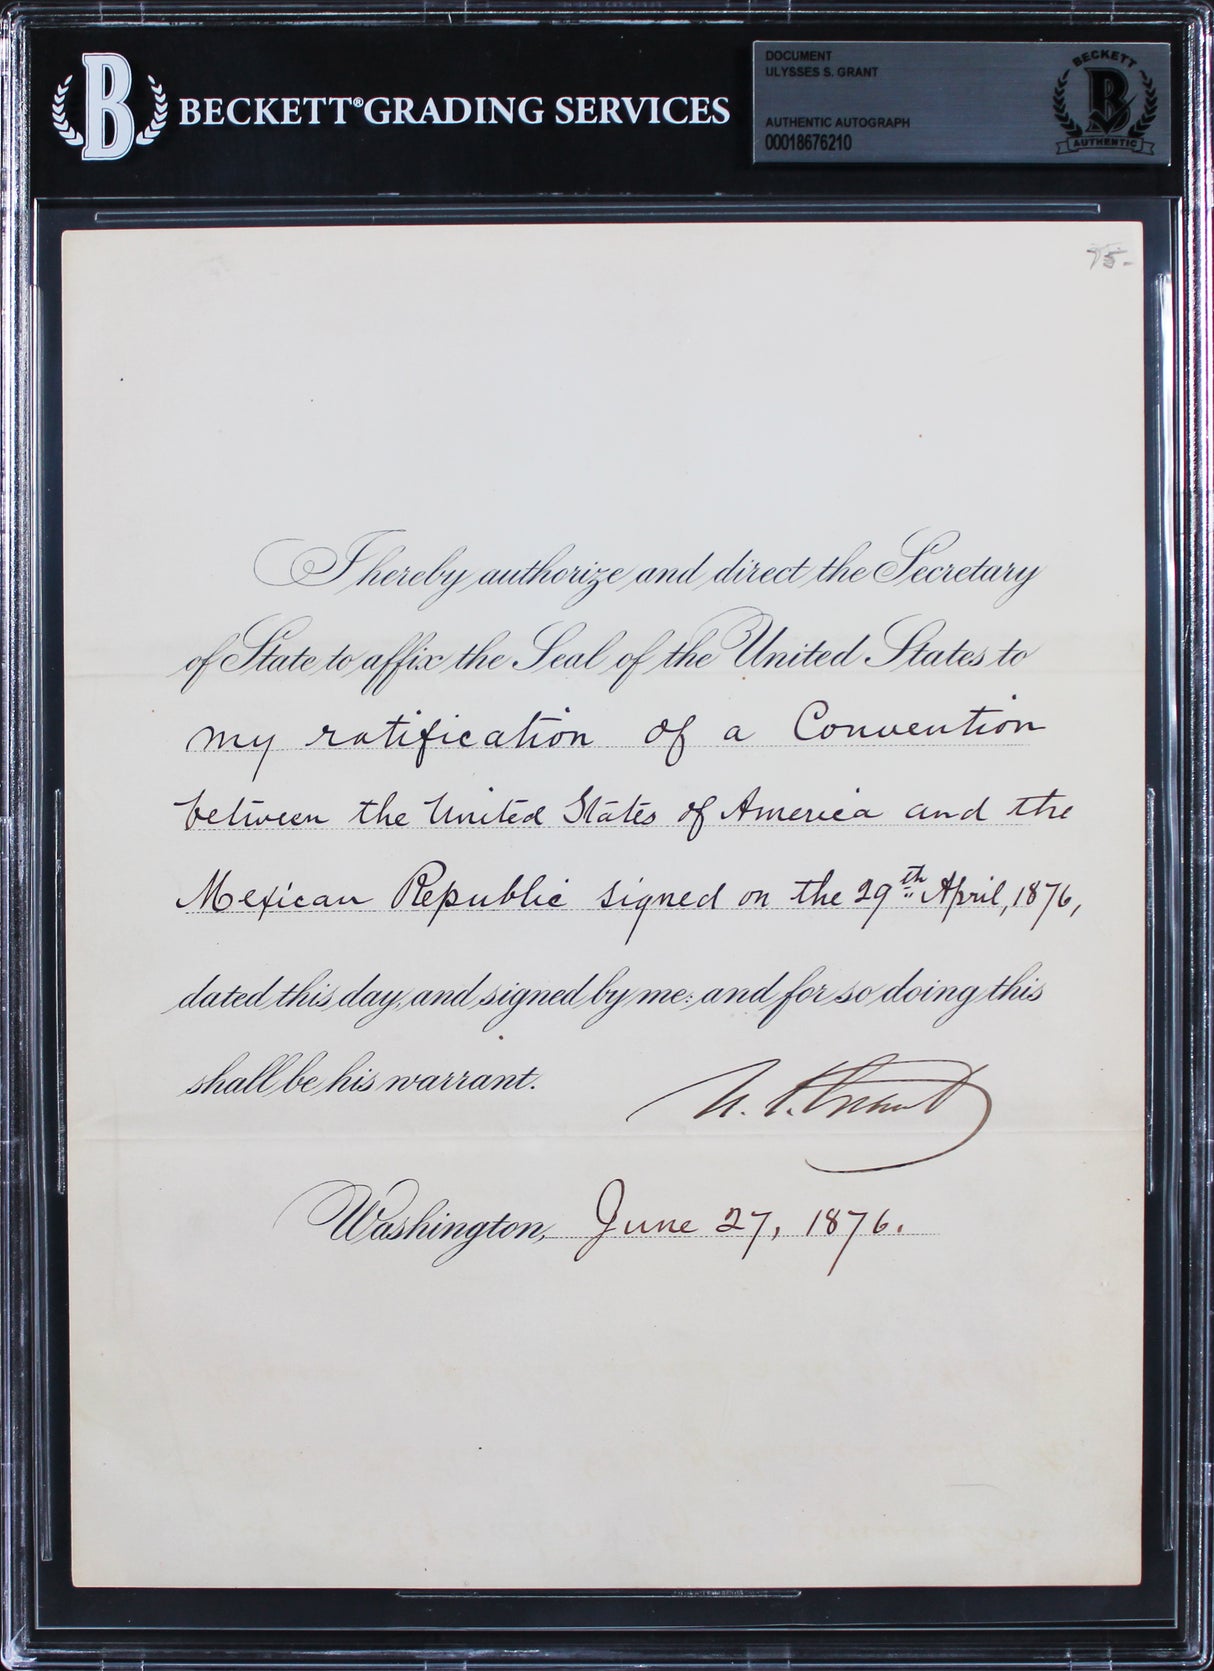 BECKETT® GRADING SERVICES
DOCUMENT
ULYSSES S. GRANT
AUTHENTIC AUTOGRAPH
00018676210
BECKETT
AUTHENTIC
75-
I hereby authorize and direct the Secretary
of State to affix the Seal of the United States to
my ratification of a Convention
between the United States of America and the
Mexican Republic signed on the 29th April, 1876,
dated this day, and signed by me: and for so doing this
shall be his warrant.
U. S. Grant
Washington, June 27, 1876.